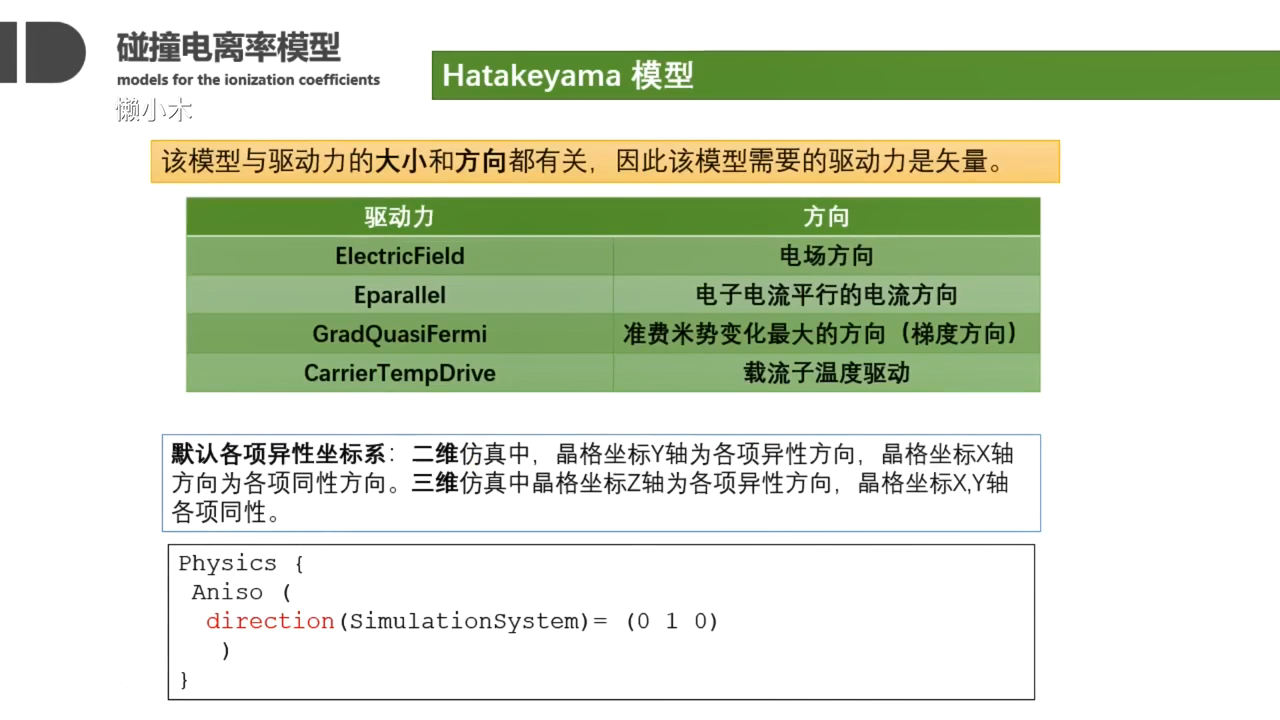 碰撞电离率模型
models for the ionization coefficients
懒小木
Hatakeyama 模型
该模型与驱动力的大小和方向都有关，因此该模型需要的驱动力是矢量。
驱动力 方向
ElectricField 电场方向
Eparallel 电子电流平行的电流方向
GradQuasiFermi 准费米势变化最大的方向（梯度方向）
CarrierTempDrive 载流子温度驱动
默认各项异性坐标系：二维仿真中，晶格坐标Y轴为各项异性方向，晶格坐标X轴
方向为各项同性方向。三维仿真中晶格坐标Z轴为各项异性方向，晶格坐标X,Y轴
各项同性。
Physics {
Aniso (
direction(SimulationSystem)= (0 1 0)
)
}